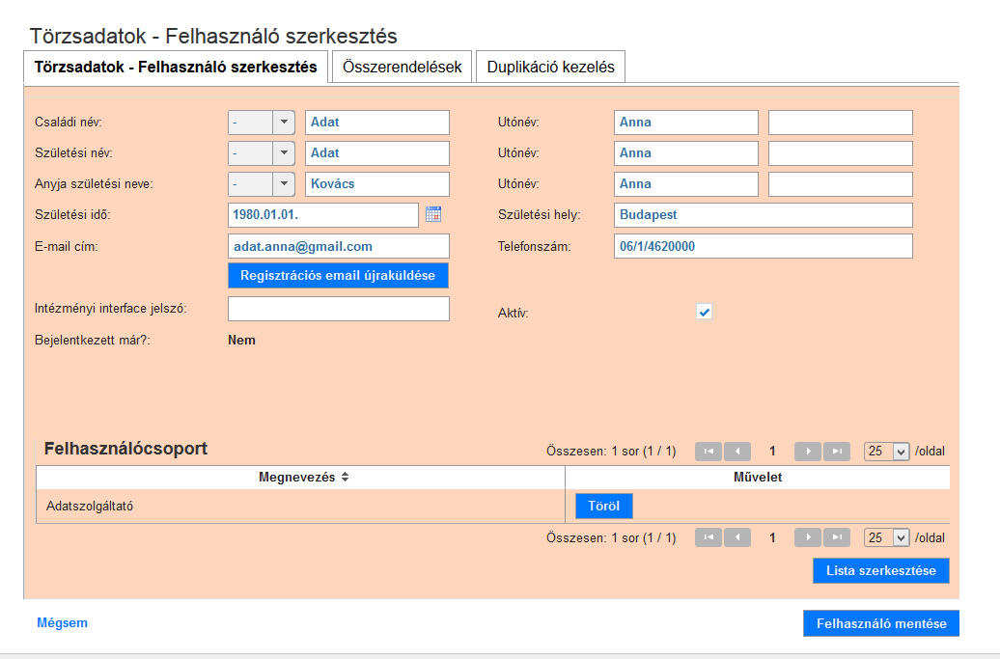 Törzsadatok - Felhasználó szerkesztés
Törzsadatok - Felhasználó szerkesztés Összerendelések Duplikáció kezelés
Családi név: - Adat Utónév: Anna
Születési név: - Adat Utónév: Anna
Anyja születési neve: - Kovács Utónév: Anna
Születési idő: 1980.01.01. Születési hely: Budapest
E-mail cím: adat.anna@gmail.com Telefonszám: 06/1/4620000
Regisztrációs email újraküldése
Intézményi interface jelszó: Aktív:
Bejelentkezett már?: Nem
Felhasználócsoport Összesen: 1 sor (1 / 1) 1 25 /oldal
Megnevezés Művelet
Adatszolgáltató Töröl
Összesen: 1 sor (1 / 1) 1 25 /oldal
Lista szerkesztése
Mégsem Felhasználó mentése